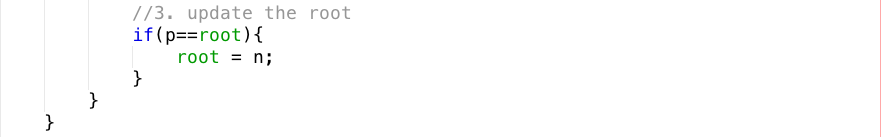 //3. update the root
if(p==root){
root = n;
}
}
}